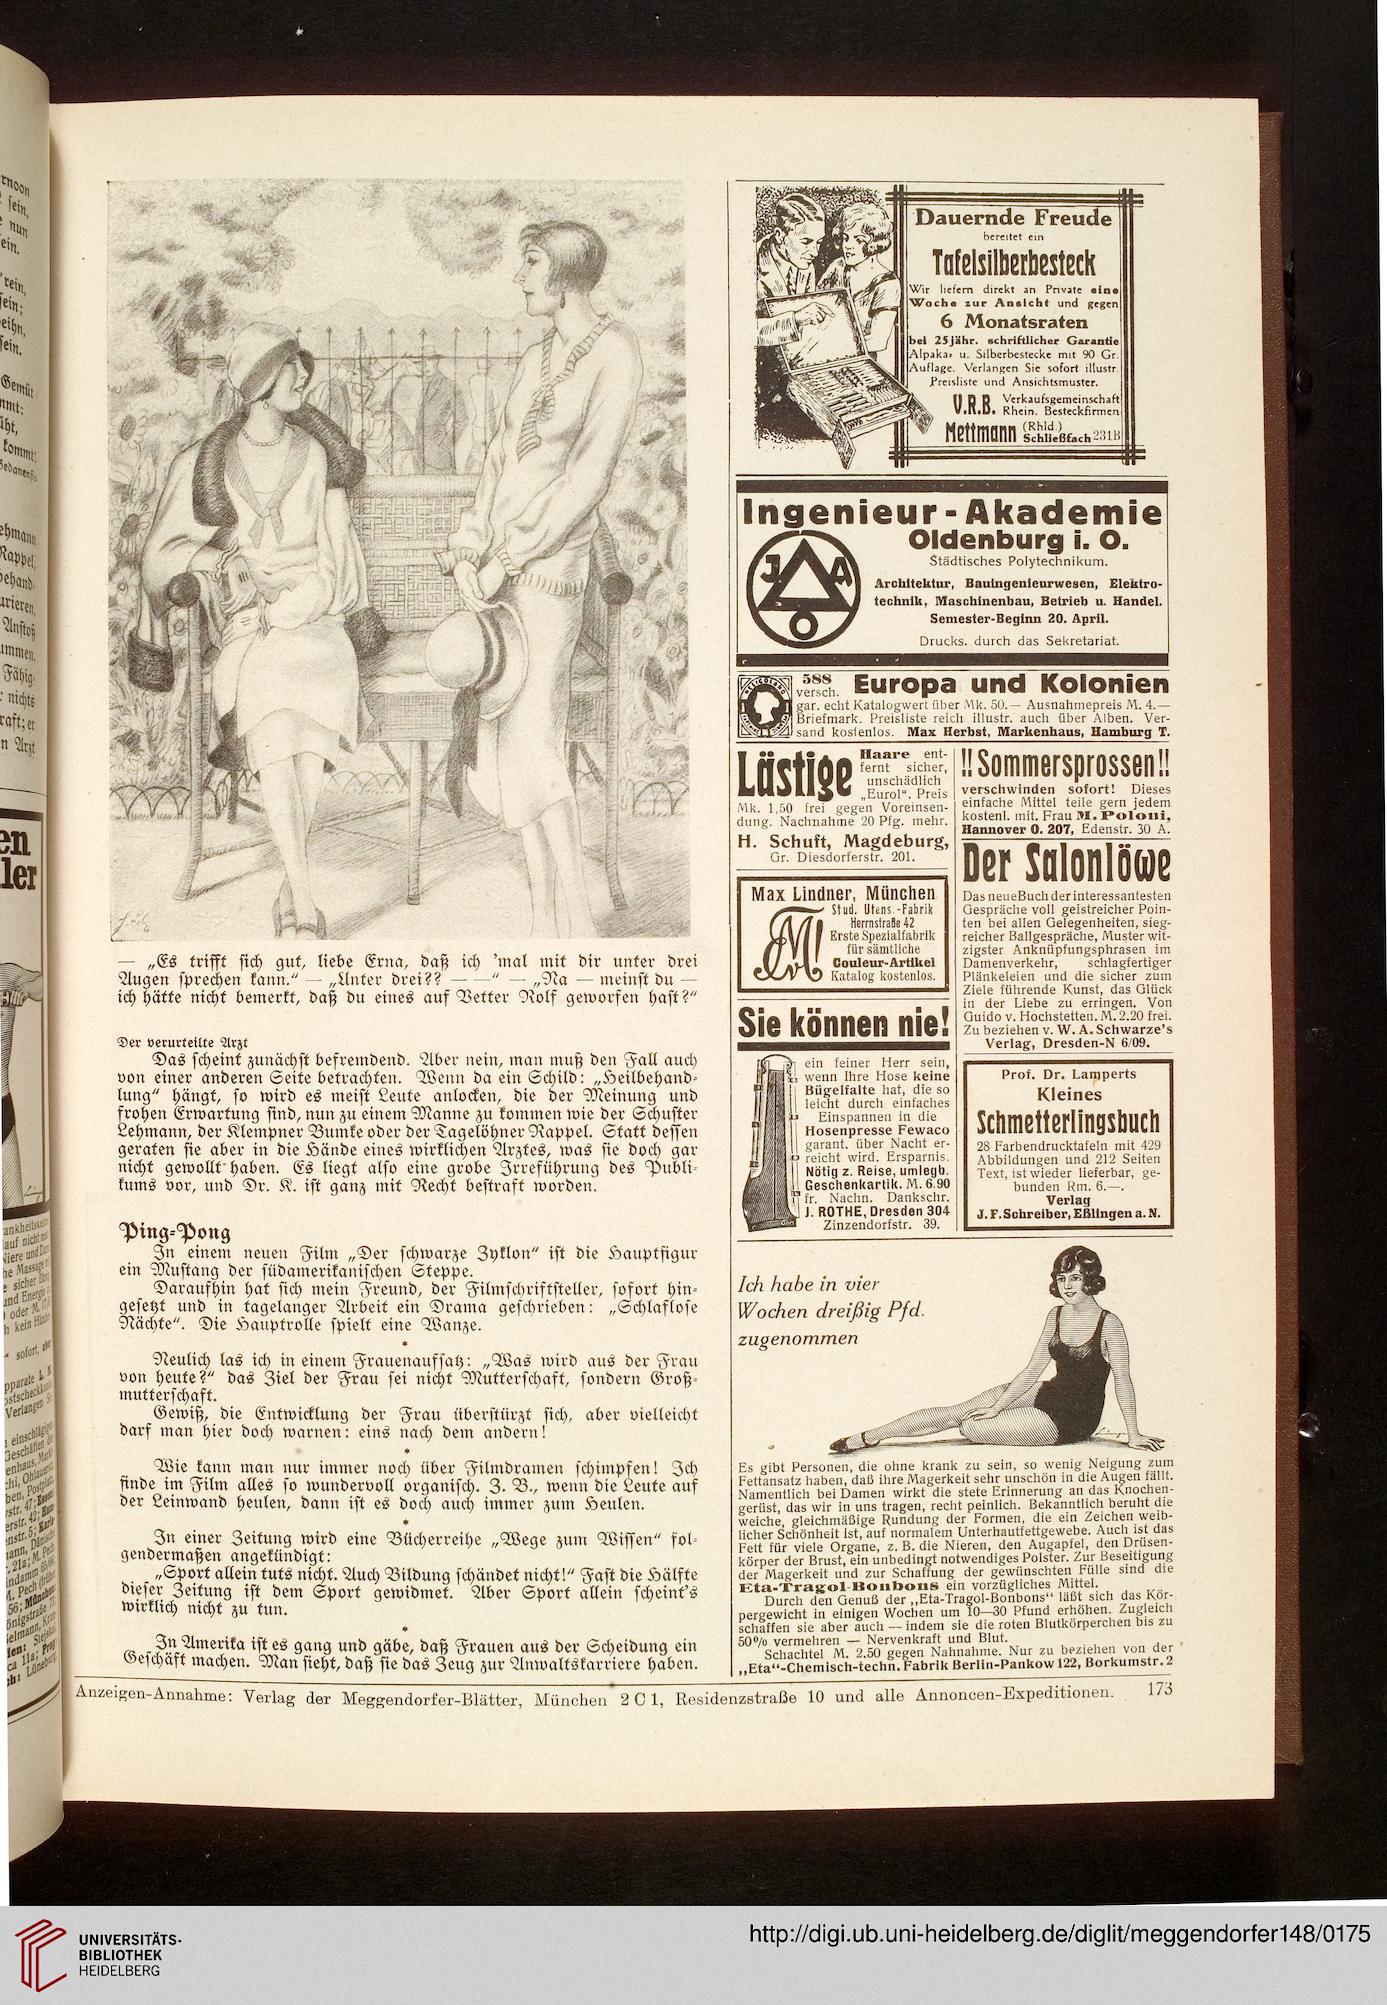 — „Es trifft sich gut, liebe Erna, daß ich 'mal mit dir unter drei
Augen sprechen kann.“ — „Unter drei?? — —“ — „Na — meinst du —
ich hätte nicht bemerkt, daß du eines auf Vetter Rolf geworfen hast?“
Der verurteilte Arzt
Das scheint zunächst befremdend. Aber nein, man muß den Fall auch
von einer anderen Seite betrachten. Wenn da ein Schild: „Heilbehand-
lung“ hängt, so wird es meist Leute anlocken, die der Meinung und
frohen Erwartung sind, nun zu einem Manne zu kommen wie der Schuster
Lehmann, der Klempner Bumke oder der Tagelöhner Rappel. Statt dessen
geraten sie aber in die Hände eines wirklichen Arztes, was sie doch gar
nicht gewollt haben. Es liegt also eine grobe Irreführung des Publi-
kums vor, und Dr. K. ist ganz mit Recht bestraft worden.
Ping-Pong
In einem neuen Film „Der schwarze Zyklon“ ist die Hauptfigur
ein Mustang der südamerikanischen Steppe.
Daraufhin hat sich mein Freund, der Filmschriftsteller, sofort hin-
gesetzt und in tagelanger Arbeit ein Drama geschrieben: „Schlaflose
Nächte“. Die Hauptrolle spielt eine Wanze.
*
Neulich las ich in einem Frauenaufsatz: „Was wird aus der Frau
von heute?“ das Ziel der Frau sei nicht Mutterschaft, sondern Groß-
mutterschaft.
Gewiß, die Entwicklung der Frau überstürzt sich, aber vielleicht
darf man hier doch warnen: eins nach dem andern!
*
Wie kann man nur immer noch über Filmdramen schimpfen! Ich
finde im Film alles so wundervoll organisch. Z. B., wenn die Leute auf
der Leinwand heulen, dann ist es doch auch immer zum Heulen.
*
In einer Zeitung wird eine Bücherreihe „Wege zum Wissen“ fol-
gendermaßen angekündigt:
„Sport allein tuts nicht. Auch Bildung schändet nicht!“ Fast die Hälfte
dieser Zeitung ist dem Sport gewidmet. Aber Sport allein scheint's
wirklich nicht zu tun.
*
In Amerika ist es gang und gäbe, daß Frauen aus der Scheidung ein
Geschäft machen. Man sieht, daß sie das Zeug zur Anwaltskarriere haben.
Dauernde Freude
bereitet ein
Tafelsilberbesteck
Wir liefern direkt an Private eine
Woche zur Ansicht und gegen
6 Monatsraten
bei 25jähr. schriftlicher Garantie
Alpaka- u. Silberbestecke mit 90 Gr.
Auflage. Verlangen Sie sofort illustr.
Preisliste und Ansichtsmuster.
V.R.B. Verkaufsgemeinschaft
Rhein. Besteckfirmen
Mettmann (Rhld.)
Schließfach 231B
Ingenieur-Akademie
Oldenburg i. O.
Städtisches Polytechnikum.
J A O
Architektur, Bauingenieurwesen, Elektro-
technik, Maschinenbau, Betrieb u. Handel.
Semester-Beginn 20. April.
Drucks. durch das Sekretariat.
588
versch. Europa und Kolonien
gar. echt Katalogwert über Mk. 50.— Ausnahmepreis M. 4.—
Briefmark. Preisliste reich illustr. auch über Alben. Ver-
sand kostenlos. Max Herbst, Markenhaus, Hamburg T.
Lästige Haare ent-
fernt sicher,
unschädlich
„Eurol“. Preis
Mk. 1,50 frei gegen Voreinsen-
dung. Nachnahme 20 Pfg. mehr.
H. Schuft, Magdeburg,
Gr. Diesdorferstr. 201.
!! Sommersprossen !!
verschwinden sofort! Dieses
einfache Mittel teile gern jedem
kostenl. mit. Frau M. Poloni,
Hannover O. 207, Edenstr. 30 A.
Max Lindner, München
Stud. Utens.-Fabrik
Herrnstraße 42
Erste Spezialfabrik
für sämtliche
Couleur-Artikel
Katalog kostenlos.
Der Salonlöwe
Das neue Buch der interessantesten
Gespräche voll geistreicher Poin-
ten bei allen Gelegenheiten, sieg-
reicher Ballgespräche, Muster wit-
zigster Anknüpfungsphrasen im
Damenverkehr, schlagfertiger
Plänkeleien und die sicher zum
Ziele führende Kunst, das Glück
in der Liebe zu erringen, Von
Guido v. Hochstetten. M. 2.20 frei.
Zu beziehen v. W. A. Schwarze's
Verlag, Dresden-N 6/09.
Sie können nie!
ein feiner Herr sein,
wenn Ihre Hose keine
Bügelfalte hat, die so
leicht durch einfaches
Einspannen in die
Hosenpresse Fewaco
garant. über Nacht er-
reicht wird. Ersparnis.
Nötig z. Reise, umlegb.
Geschenkartik. M. 6.90
fr. Nachn. Dankschr.
J. ROTHE, Dresden 304
Zinzendorfstr. 39.
Prof. Dr. Lamperts
Kleines
Schmetterlingsbuch
28 Farbendrucktafeln mit 429
Abbildungen und 212 Seiten
Text, ist wieder lieferbar, ge-
bunden Rm. 6.—.
Verlag
J. F. Schreiber, Eßlingen a. N.
Ich habe in vier
Wochen dreißig Pfd.
zugenommen
Es gibt Personen, die ohne krank zu sein, so wenig Neigung zum
Fettansatz haben, daß ihre Magerkeit sehr unschön in die Augen fällt.
Namentlich bei Damen wirkt die stete Erinnerung an das Knochen-
gerüst, das wir in uns tragen, recht peinlich. Bekanntlich beruht die
weiche, gleichmäßige Rundung der Formen, die ein Zeichen weib-
licher Schönheit ist, auf normalem Unterhautfettgewebe. Auch ist das
Fett für viele Organe, z. B. die Nieren, den Augapfel, den Drüsen-
körper der Brust, ein unbedingt notwendiges Polster. Zur Beseitigung
der Magerkeit und zur Schaffung der gewünschten Fülle sind die
Eta-Tragol-Bonbons ein vorzügliches Mittel.
Durch den Genuß der „Eta-Tragol-Bonbons“ läßt sich das Kör-
pergewicht in einigen Wochen um 10—30 Pfund erhöhen. Zugleich
schaffen sie aber auch — indem sie die roten Blutkörperchen bis zu
50% vermehren — Nervenkraft und Blut.
Schachtel M. 2.50 gegen Nahnahme. Nur zu beziehen von der
„Eta“-Chemisch-techn. Fabrik Berlin-Pankow 122, Borkumstr. 2
Anzeigen-Annahme: Verlag der Meggendorfer-Blätter, München 2 C 1, Residenzstraße 10 und alle Annoncen-Expeditionen. 173
UNIVERSITÄTS-
BIBLIOTHEK
HEIDELBERG
http://digi.ub.uni-heidelberg.de/diglit/meggendorfer148/0175